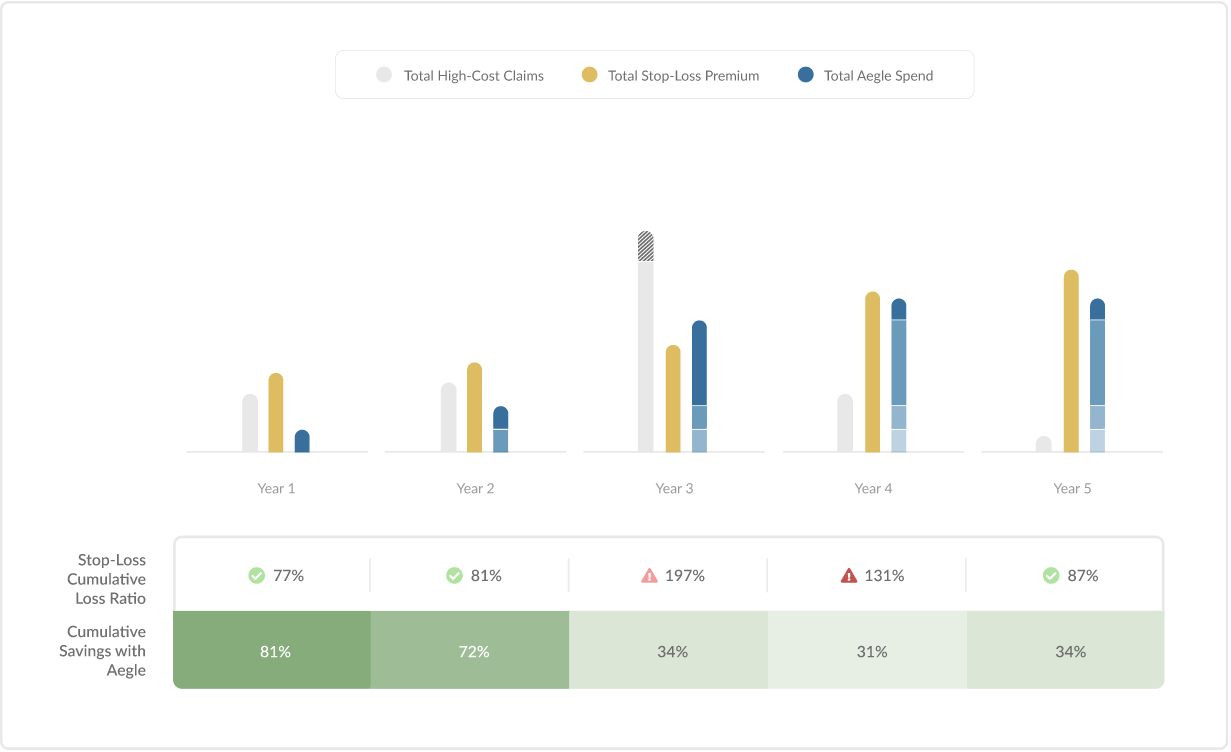 Total High-Cost Claims
Total Stop-Loss Premium
Total Aegle Spend
Year 1
Year 2
Year 3
Year 4
Year 5
Stop-Loss
Cumulative
Loss Ratio
77%
81%
197%
131%
87%
Cumulative
Savings with
Aegle
81%
72%
34%
31%
34%